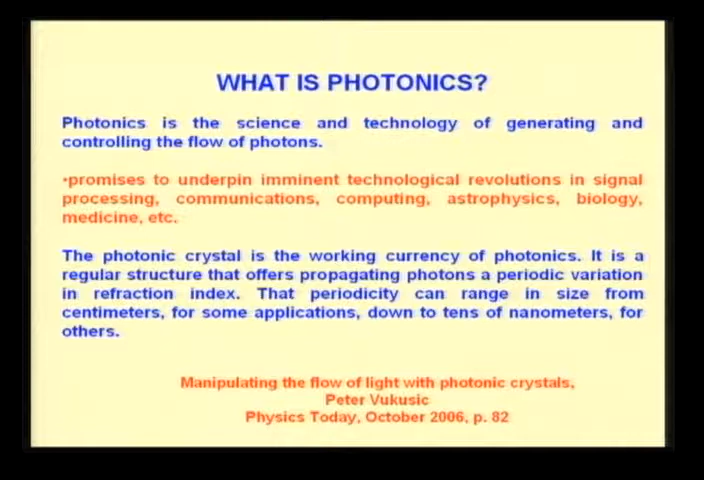 WHAT IS PHOTONICS?
Photonics is the science and technology of generating and
controlling the flow of photons.
•promises to underpin imminent technological revolutions in signal
processing, communications, computing, astrophysics, biology,
medicine, etc.
The photonic crystal is the working currency of photonics. It is a
regular structure that offers propagating photons a periodic variation
in refraction index. That periodicity can range in size from
centimeters, for some applications, down to tens of nanometers, for
others.
Manipulating the flow of light with photonic crystals,
Peter Vukusic
Physics Today, October 2006, p. 82